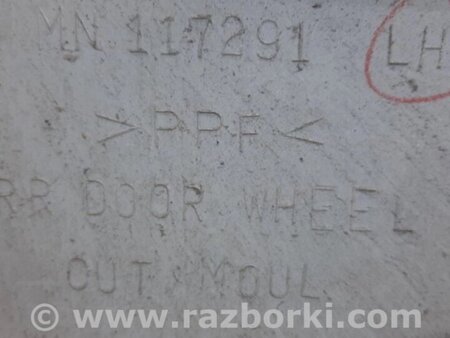 MN 117291 LH
>PPF<
RR DOOR WHEEL
CUT MOUL
© www.razborki.com